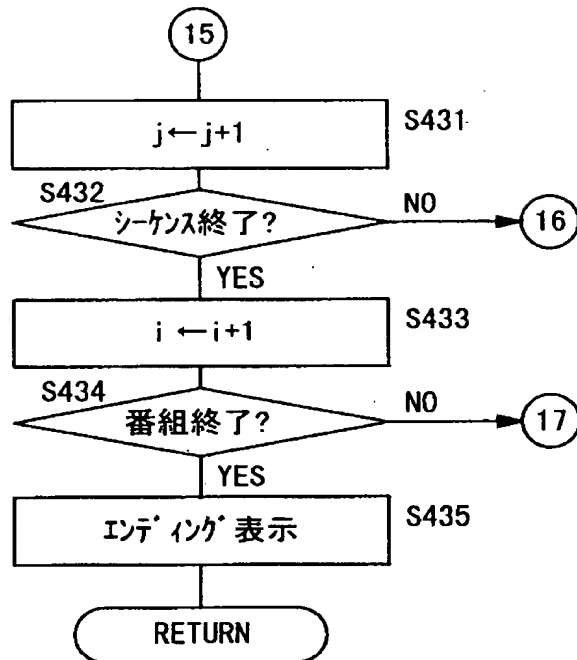 15
j←j+1
S431
S432
シーケンス終了?
NO
16
YES
i←i+1
S433
S434
番組終了?
NO
17
YES
エンディング表示
S435
RETURN